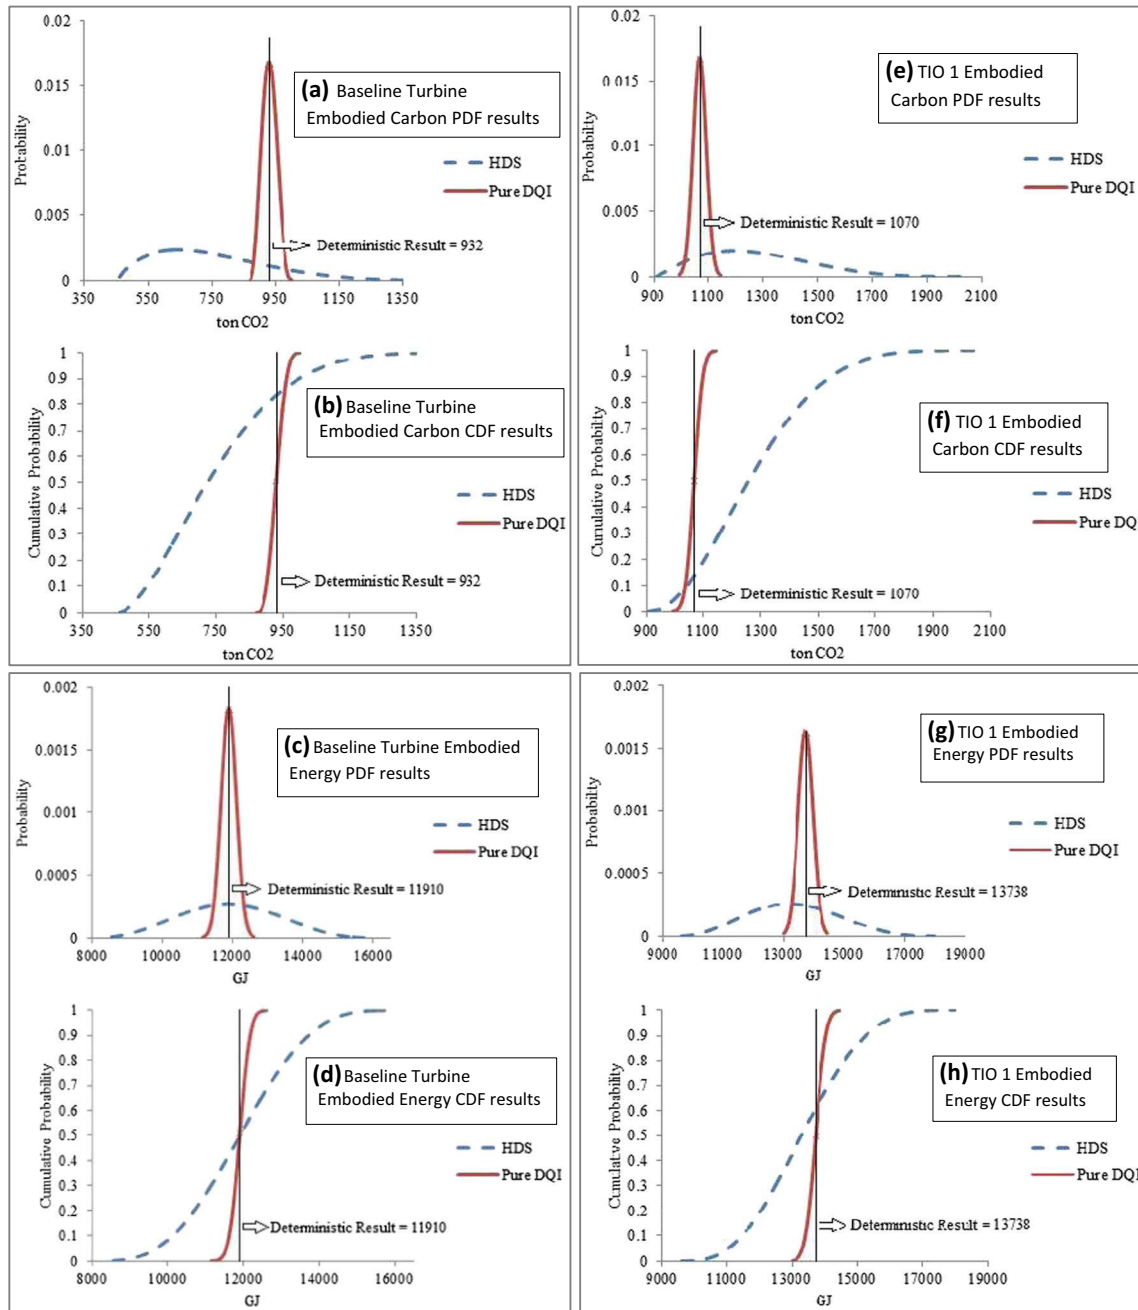 0.02
0.015
0.01
0.005
0
Probability
(a) Baseline Turbine
Embodied Carbon PDF results
HDS
Pure DQI
Deterministic Result = 932
350 550 750 950 1150 1350
ton CO2
1
0.9
0.8
0.7
0.6
0.5
0.4
0.3
0.2
0.1
0
Cumulative Probability
(b) Baseline Turbine
Embodied Carbon CDF results
HDS
Pure DQI
Deterministic Result = 932
350 550 750 950 1150 1350
ton CO2
0.02
0.015
0.01
0.005
0
Probability
(e) TIO 1 Embodied
Carbon PDF results
HDS
Pure DQI
Deterministic Result = 1070
900 1100 1300 1500 1700 1900 2100
ton CO2
1
0.9
0.8
0.7
0.6
0.5
0.4
0.3
0.2
0.1
0
Cumulative Probability
(f) TIO 1 Embodied
Carbon CDF results
HDS
Pure DQ
Deterministic Result = 1070
900 1100 1300 1500 1700 1900 2100
ton CO2
0.002
0.0015
0.001
0.0005
0
Probability
(c) Baseline Turbine Embodied
Energy PDF results
HDS
Pure DQI
Deterministic Result = 11910
8000 10000 12000 14000 16000
GJ
1
0.9
0.8
0.7
0.6
0.5
0.4
0.3
0.2
0.1
0
Cumulative Probability
(d) Baseline Turbine
Embodied Energy CDF results
HDS
Pure DQI
Deterministic Result = 11910
8000 10000 12000 14000 16000
GJ
0.002
0.0015
0.001
0.0005
0
Probability
(g) TIO 1 Embodied
Energy PDF results
HDS
Pure DQI
Deterministic Result = 13738
9000 11000 13000 15000 17000 19000
GJ
1
0.9
0.8
0.7
0.6
0.5
0.4
0.3
0.2
0.1
0
Cumulative Probability
(h) TIO 1 Embodied
Energy CDF results
HDS
Pure DQI
Deterministic Result = 13738
9000 11000 13000 15000 17000 19000
GJ